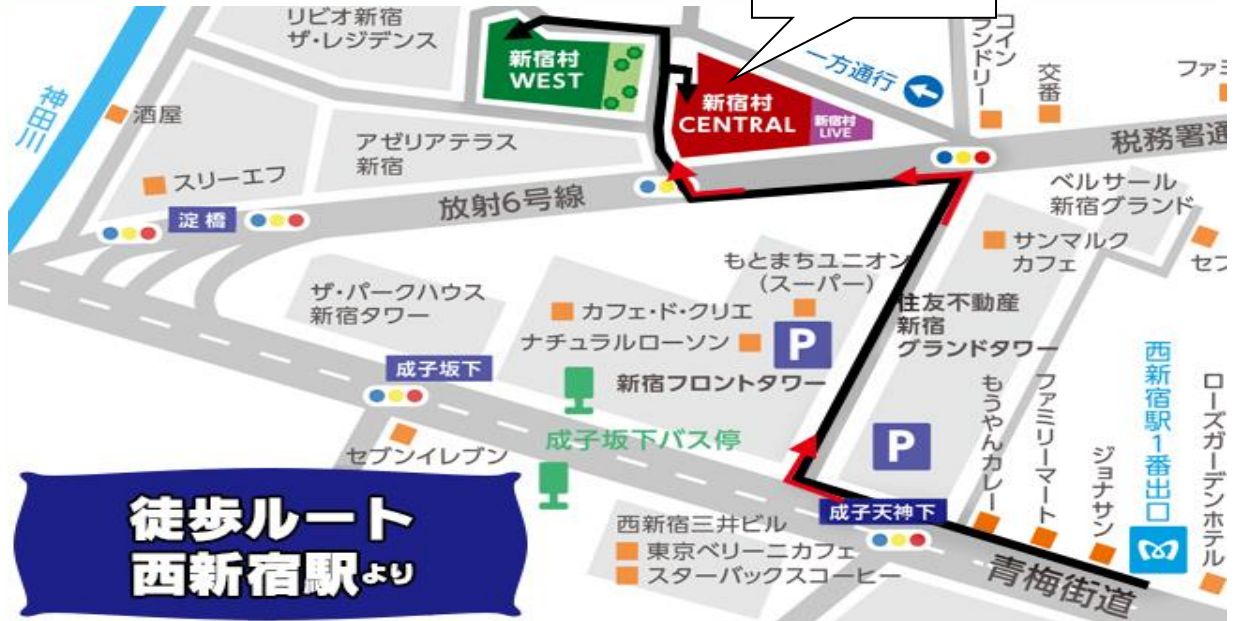 リビオ新宿
ザ・レジデンス
新宿村
WEST
新宿村
CENTRAL
新宿村
LIVE
一方通行
コイン
ランドリー
交番
ファミ
税務署通
神田川
酒屋
アゼリアテラス
新宿
スリーエフ
淀橋
放射6号線
ベルサール
新宿グランド
サンマルク
カフェ
セブ
もとまちユニオン
(スーパー)
ザ・パークハウス
新宿タワー
カフェ・ド・クリエ
ナチュラルローソン
P
住友不動産
新宿
グランドタワー
成子坂下
新宿フロントタワー
成子坂下バス停
セブンイレブン
P
もうやんカレー
ファミリーマート
ジョナサン
西新宿駅1番出口
ローズガーデンホテル
成子天神下
西新宿三井ビル
東京ベリーニカフェ
スターバックスコーヒー
青梅街道
徒歩ルート
西新宿駅より